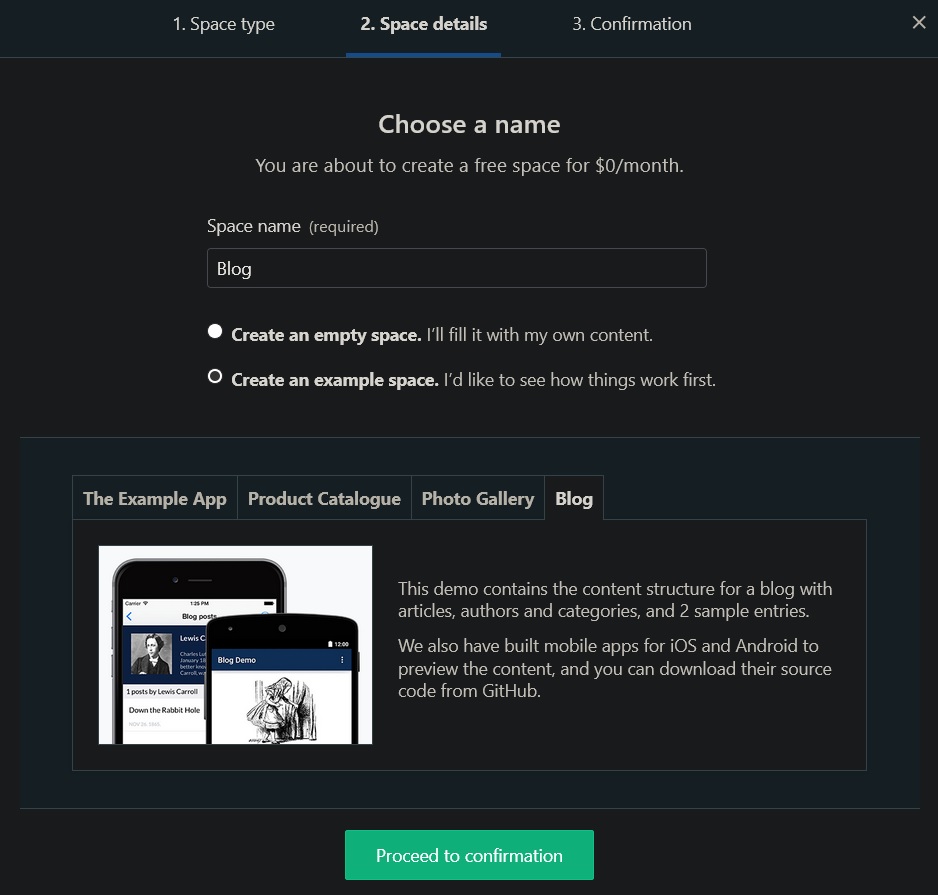 1. Space type
2. Space details
3. Confirmation
×
Choose a name
You are about to create a free space for $0/month.
Space name (required)
Blog
Create an empty space. I'll fill it with my own content.
Create an example space. I'd like to see how things work first.
The Example App
Product Catalogue
Photo Gallery
Blog
Carrier
1:25 PM
Blog posts
Lewis C
Charles Lut
January 18
better know
Carroll, w
1 posts by Lewis Carroll
Down the Rabbit Hole
NOV 26, 1865
12:00
Blog Demo
This demo contains the content structure for a blog with
articles, authors and categories, and 2 sample entries.
We also have built mobile apps for iOS and Android to
preview the content, and you can download their source
code from GitHub.
Proceed to confirmation